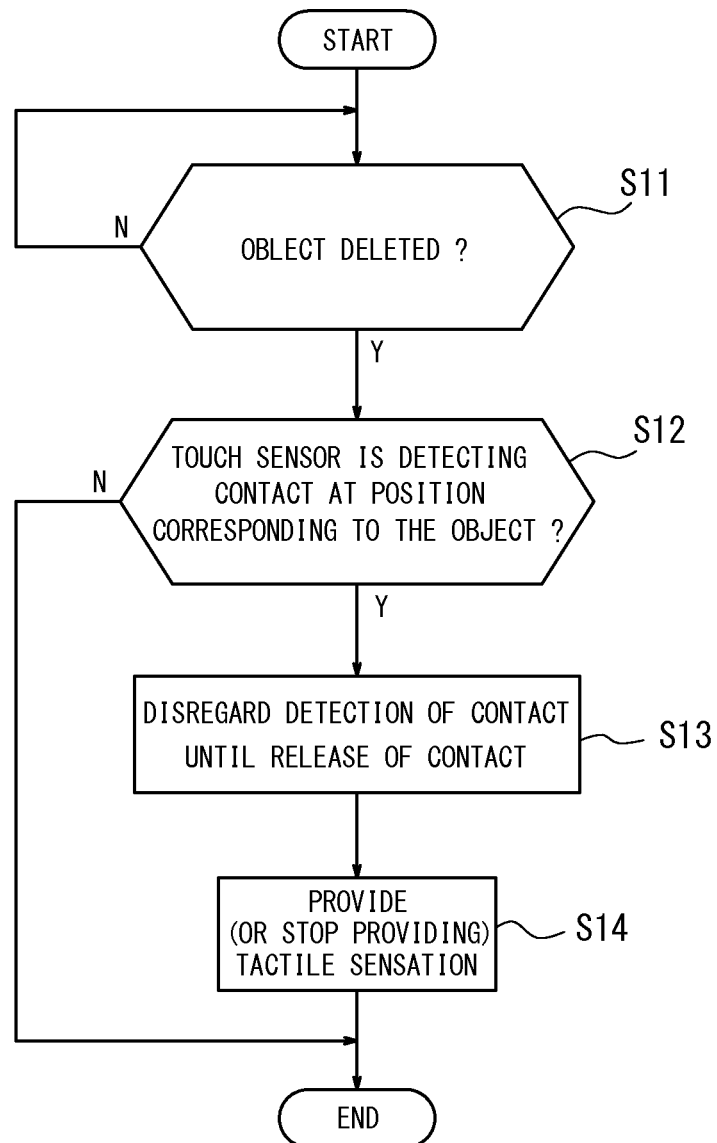 START
S11
N
OBLECT DELETED ?
Y
S12
N
TOUCH SENSOR IS DETECTING
CONTACT AT POSITION
CORRESPONDING TO THE OBJECT ?
Y
DISREGARD DETECTION OF CONTACT
UNTIL RELEASE OF CONTACT
S13
PROVIDE
(OR STOP PROVIDING)
TACTILE SENSATION
S14
END